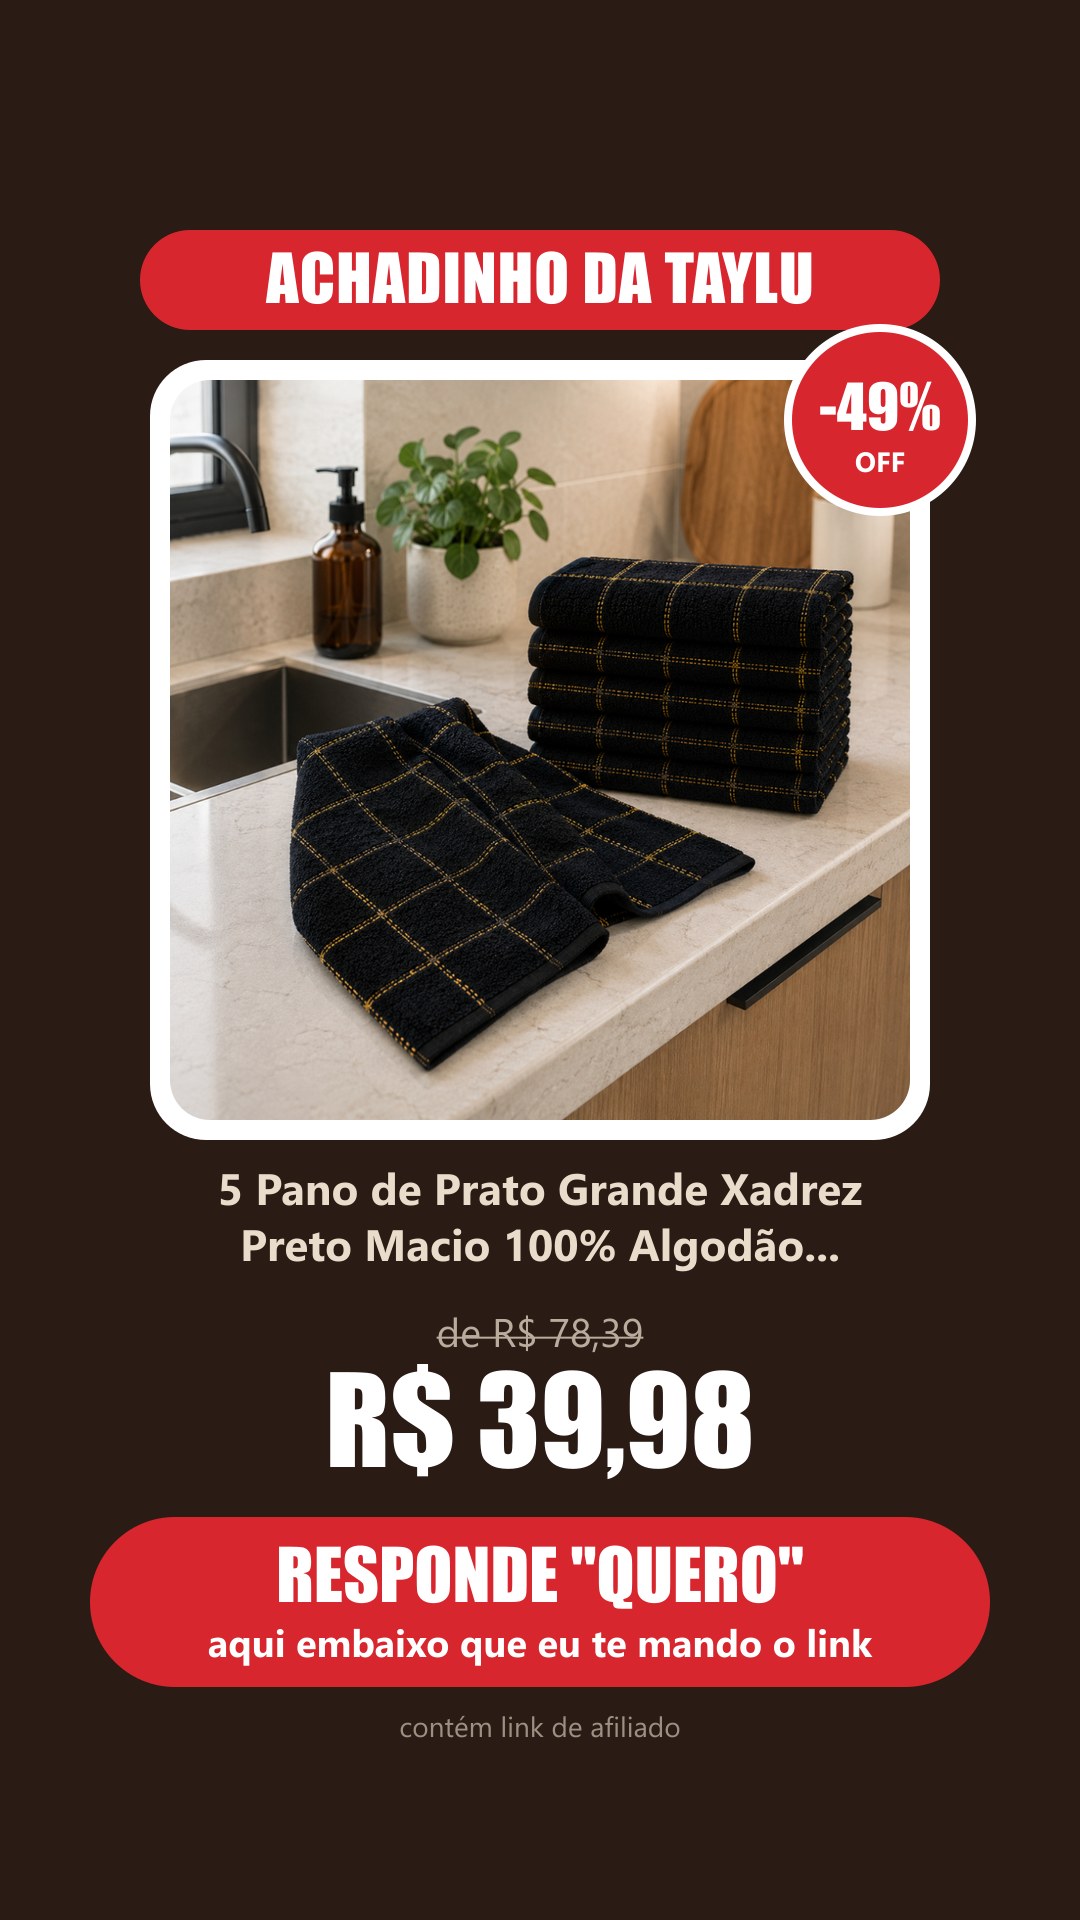 ACHADINHO DA TAYLU
-49%
OFF
5 Pano de Prato Grande Xadrez
Preto Macio 100% Algodão...
de R$ 78,39
R$ 39,98
RESPONDE "QUERO"
aqui embaixo que eu te mando o link
contém link de afiliado